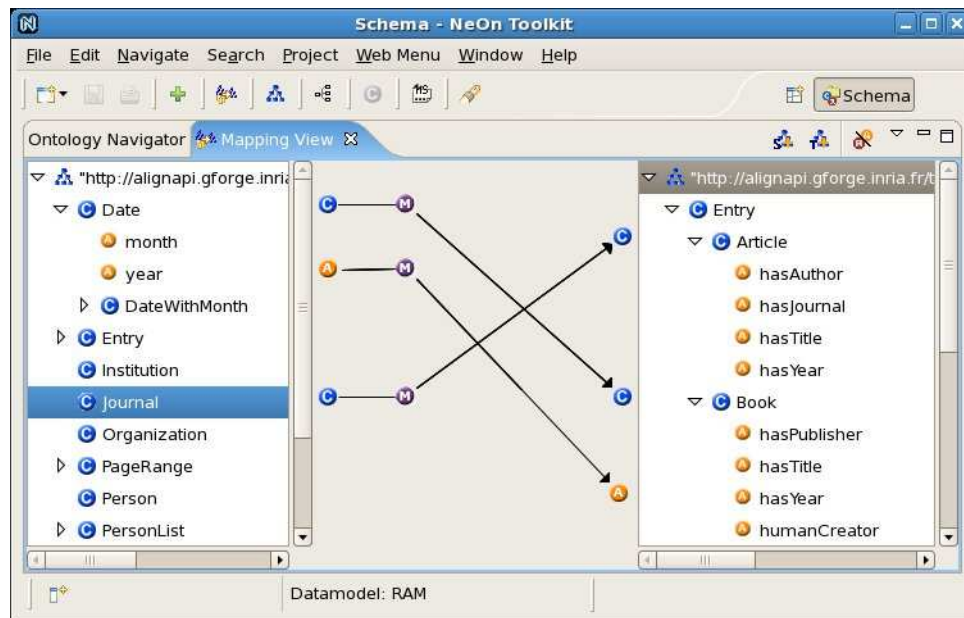 Schema - NeOn Toolkit
File Edit Navigate Search Project Web Menu Window Help
Schema
Ontology Navigator Mapping View
"http://alignapi.gforge.inria
Date
month
year
DateWithMonth
Entry
Institution
Journal
Organization
PageRange
Person
PersonList
C M
A M
C M
C
C
A
"http://alignapi.gforge.inria.fr/t
Entry
Article
hasAuthor
hasJournal
hasTitle
hasYear
Book
hasPublisher
hasTitle
hasYear
humanCreator
Datamodel: RAM